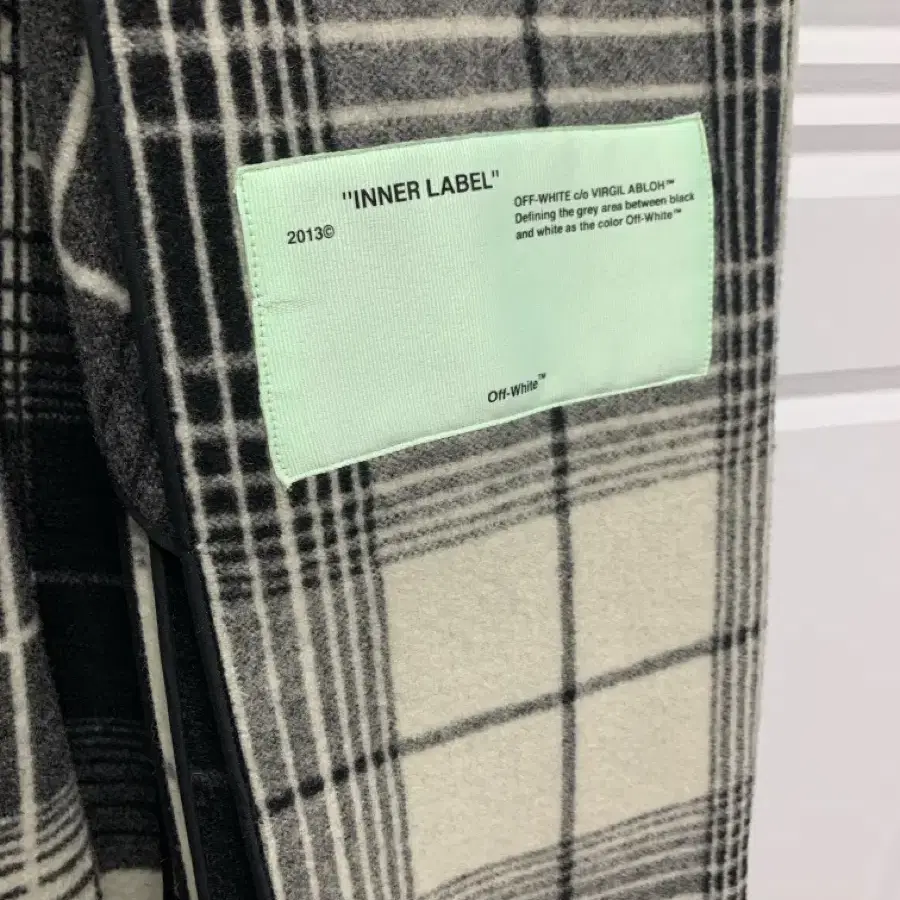 "INNER LABEL"
2013©
OFF-WHITE c/o VIRGIL ABLOH™
Defining the grey area between black
and white as the color Off-White™
Off-White™